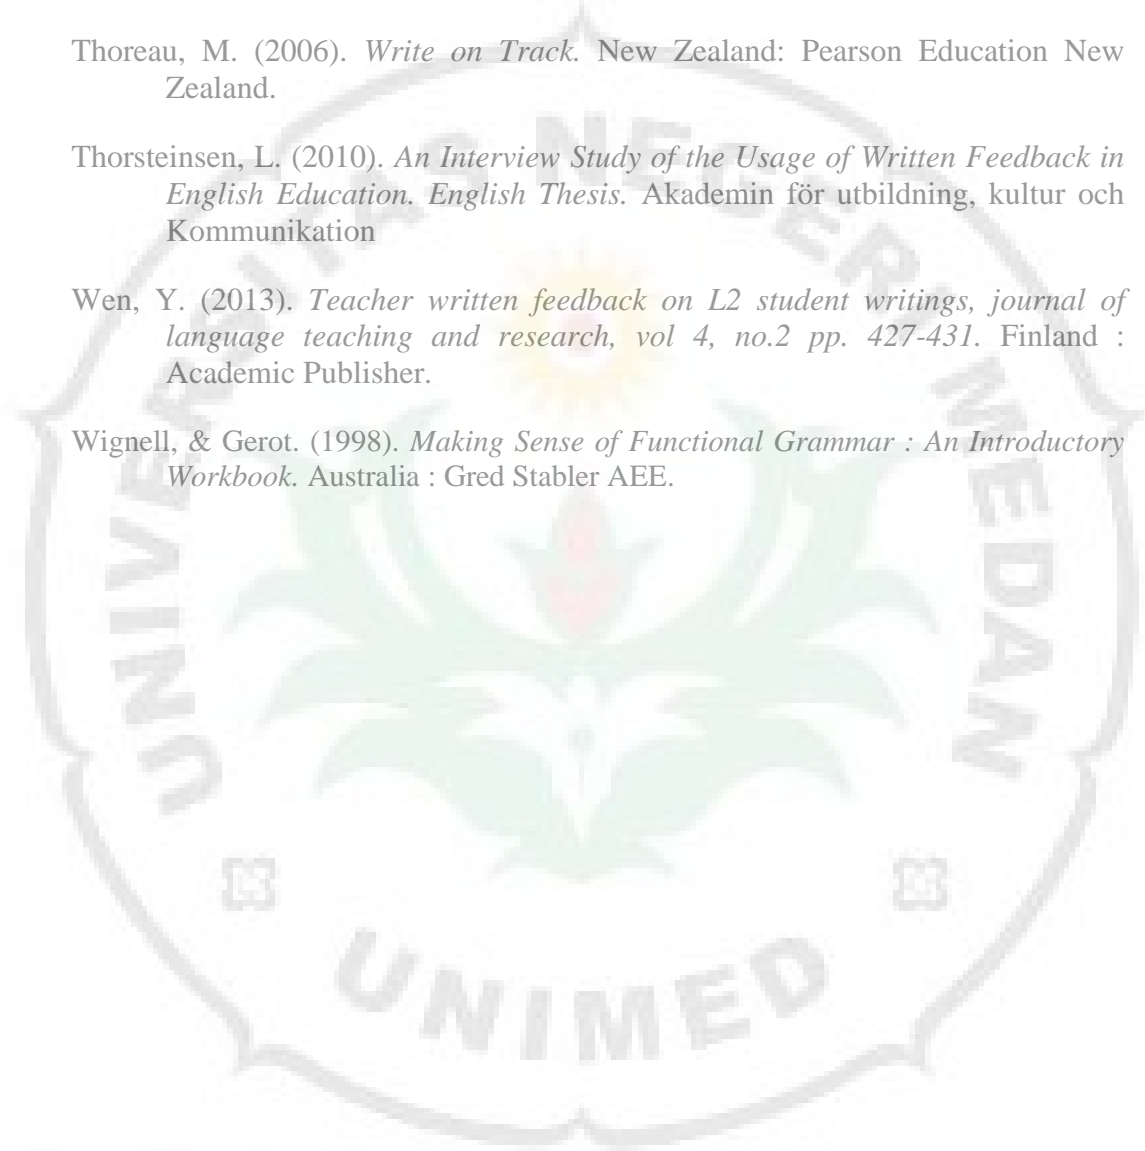 Thoreau, M. (2006). Write on Track. New Zealand: Pearson Education New
Zealand.
Thorsteinsen, L. (2010). An Interview Study of the Usage of Written Feedback in
English Education. English Thesis. Akademin för utbildning, kultur och
Kommunikation
Wen, Y. (2013). Teacher written feedback on L2 student writings, journal of
language teaching and research, vol 4, no.2 pp. 427-431. Finland :
Academic Publisher.
Wignell, & Gerot. (1998). Making Sense of Functional Grammar : An Introductory
Workbook. Australia : Gred Stabler AEE.
UNIVERSITAS NEGERI MEDAN
UNIMED